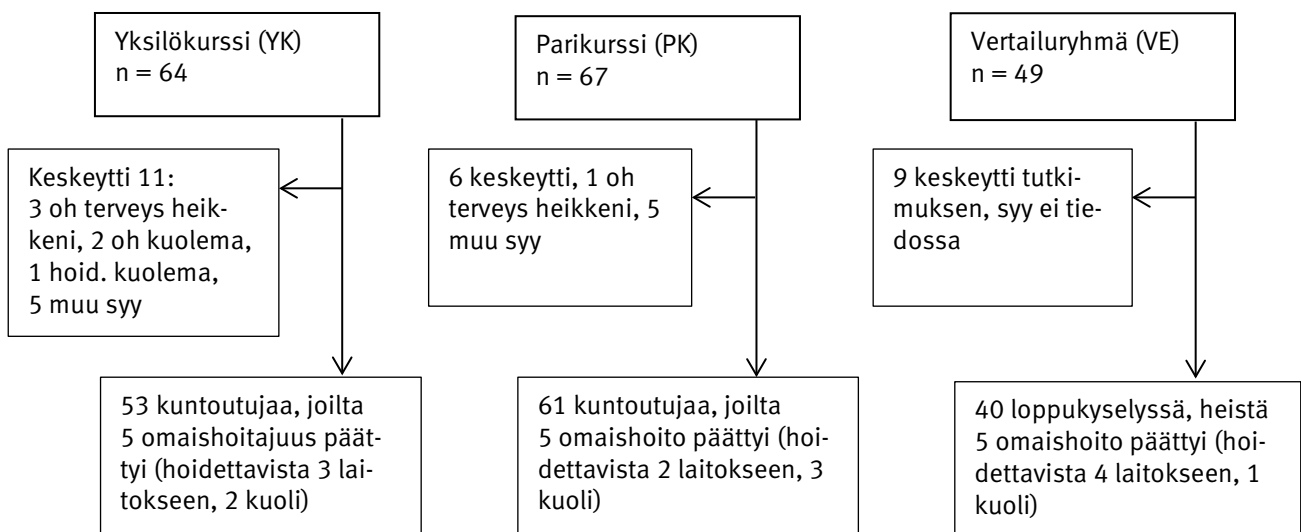 Yksilökurssi (YK)
n = 64
Parikurssi (PK)
n = 67
Vertailuryhmä (VE)
n = 49
Keskeytti 11:
3 oh terveys heik-
keni, 2 oh kuolema,
1 hoid. kuolema,
5 muu syy
6 keskeytti, 1 oh
terveys heikkeni, 5
muu syy
9 keskeytti tutki-
muksen, syy ei tie-
dossa
53 kuntoutujaa, joilta
5 omaishoitajuus päät-
tyi (hoidettavista 3 lai-
tokseen, 2 kuoli)
61 kuntoutujaa, joilta
5 omaishoito päättyi (hoi-
dettavista 2 laitokseen, 3
kuoli)
40 loppukyselyssä, heistä
5 omaishoito päättyi (hoi-
dettavista 4 laitokseen, 1
kuoli)